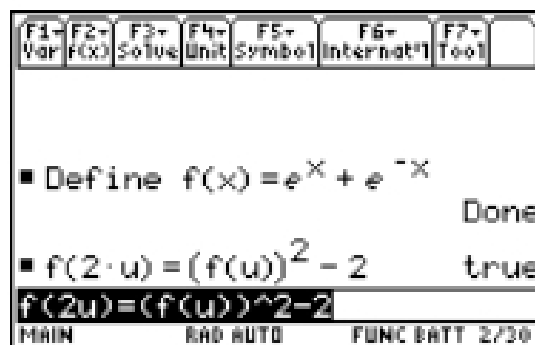 F1▾ F2▾ F3▾ F4▾ F5▾ F6▾ F7▾
Var f(x) Solve Unit Symbol Internat'l Tool
▪ Define f(x) = e^x + e^-x
Done
▪ f(2·u) = (f(u))^2 - 2 true
f(2u)=(f(u))^2-2
MAIN RAD AUTO FUNC BATT 2/30